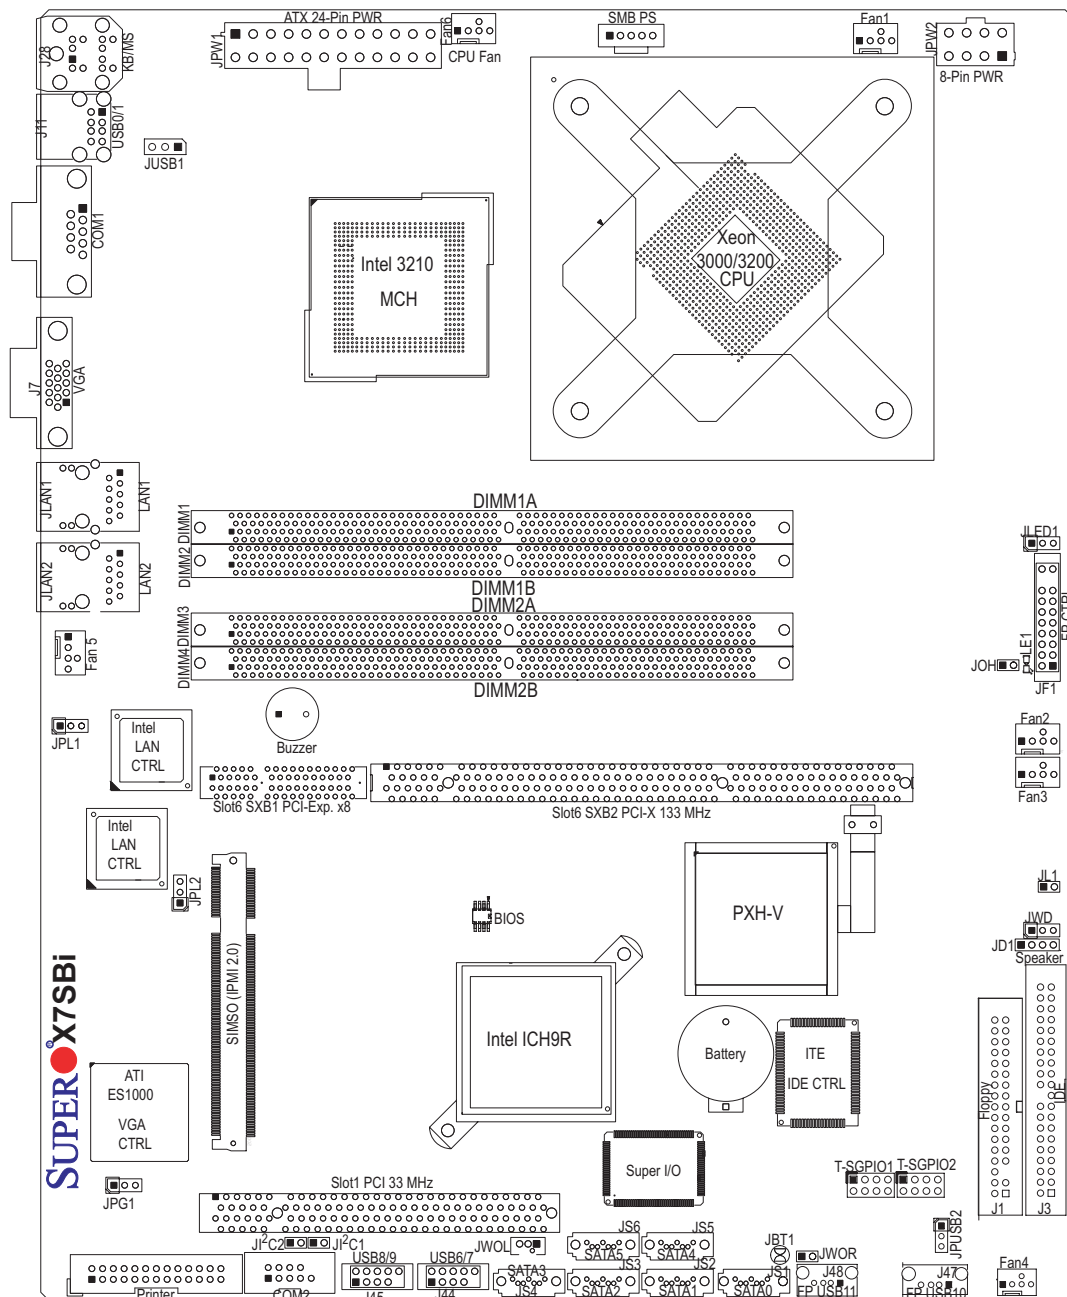 ATX 24-Pin PWR
JPW1
Fan6
CPU Fan
SMB PS
Fan1
JPW2
8-Pin PWR
J28
KB/MS
J11
USB0/1
JUSB1
COM1
Intel 3210
MCH
Xeon
3000/3200
CPU
J7
VGA
JLAN1
LAN1
JLAN2
LAN2
DIMM1A
DIMM1
DIMM2
DIMM1B
DIMM2A
DIMM3
DIMM4
DIMM2B
JLED1
FP CTRL
LE1
JOH
JF1
Fan 5
Buzzer
JPL1
Intel
LAN
CTRL
Fan2
Fan3
Slot6 SXB1 PCI-Exp. x8
Slot6 SXB2 PCI-X 133 MHz
Intel
LAN
CTRL
JPL2
BIOS
PXH-V
JL1
JWD
JD1
Speaker
SIMSO (IPMI 2.0)
SUPER® X7SBi
Intel ICH9R
Battery
ITE
IDE CTRL
Floppy
IDE
ATI
ES1000
VGA
CTRL
Super I/O
T-SGPIO1
T-SGPIO2
J1
J3
JPG1
Slot1 PCI 33 MHz
JI²C2
JI²C1
JWOL
JS6
SATA5
JS5
SATA4
JBT1
JWOR
JPUSB2
Printer
COM2
USB8/9
J45
USB6/7
J44
SATA3
JS4
JS3
SATA2
JS2
SATA1
JS1
SATA0
J48
FP USB11
J47
FP USB10
Fan4